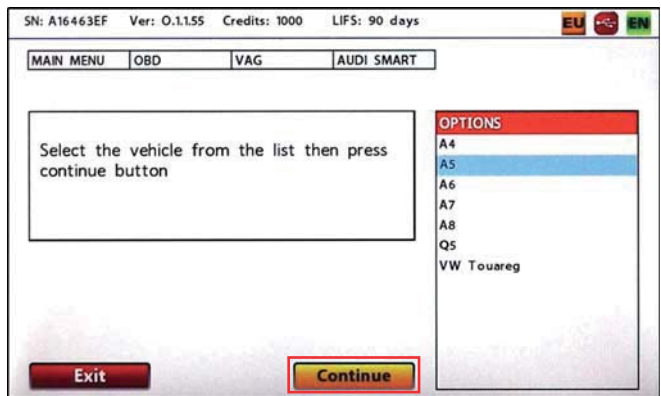 SN: A16463EF Ver: 0.1.1.55 Credits: 1000 LIFS: 90 days EU EN
MAIN MENU OBD VAG AUDI SMART
Select the vehicle from the list then press
continue button
OPTIONS
A4
A5
A6
A7
A8
Q5
VW Touareg
Exit Continue